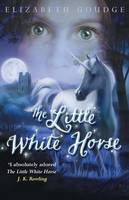 ELIZABETH GOUDGE
The Little
White Horse
'I absolutely adored
The Little White Horse'
J. K. Rowling